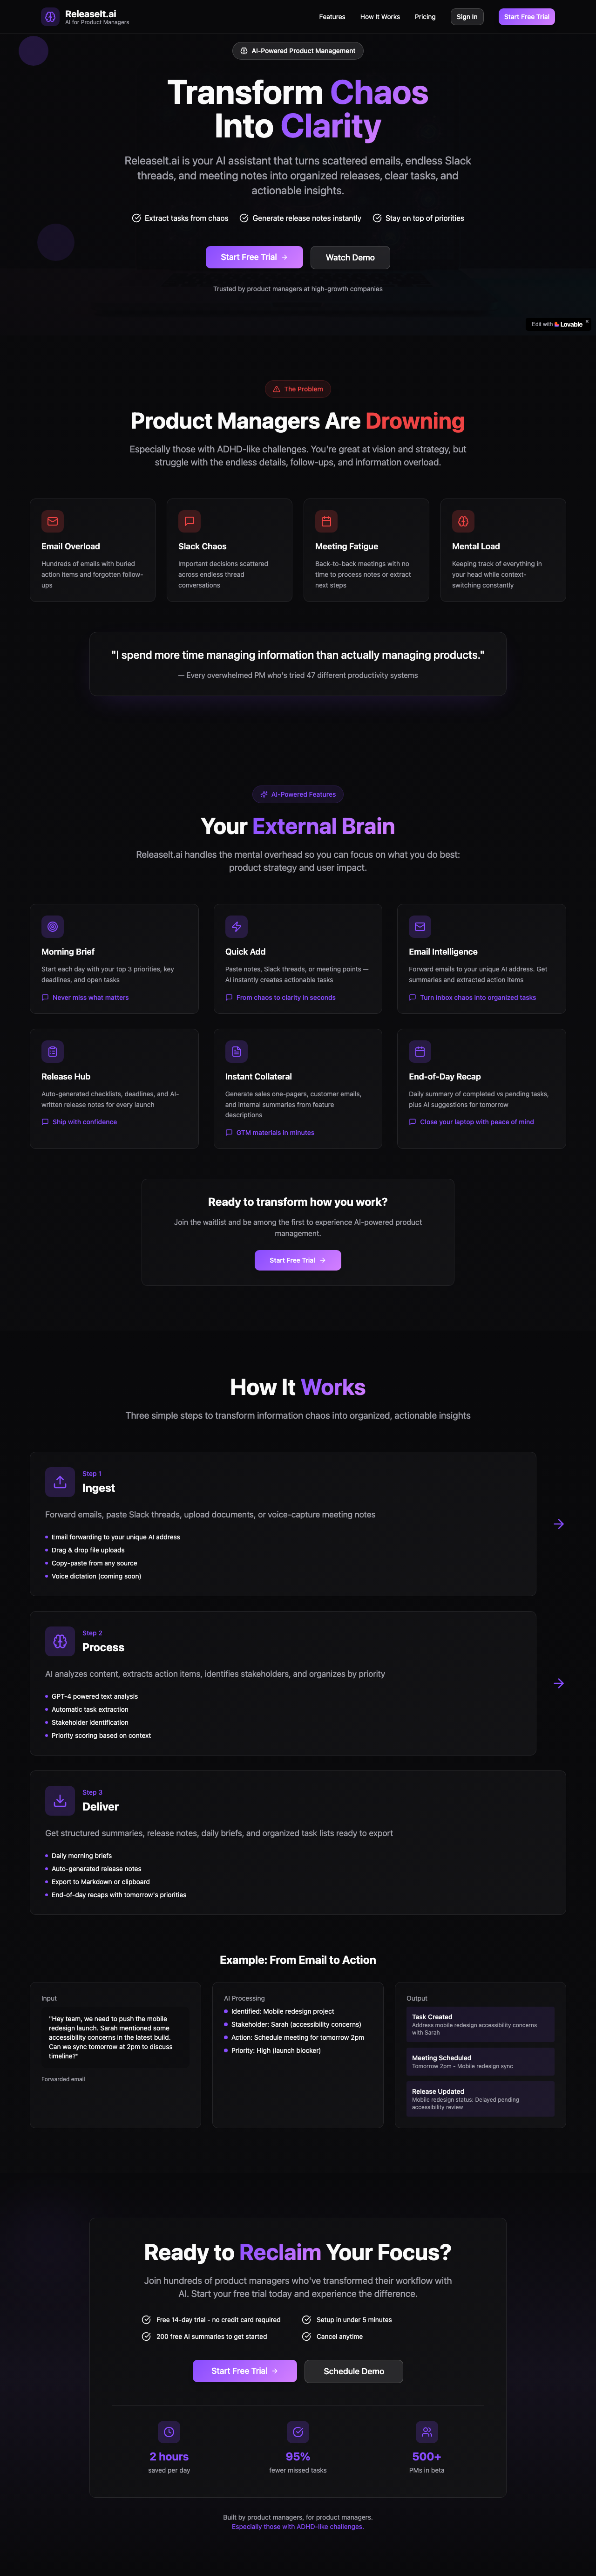 ReleaseIt.ai
AI for Product Managers
Features
How It Works
Pricing
Sign In
Start Free Trial
AI-Powered Product Management
Transform Chaos
Into Clarity
ReleaseIt.ai is your AI assistant that turns scattered emails, endless Slack
threads, and meeting notes into organized releases, clear tasks, and
actionable insights.
Extract tasks from chaos
Generate release notes instantly
Stay on top of priorities
Start Free Trial
Watch Demo
Trusted by product managers at high-growth companies
Edit with Lovable
The Problem
Product Managers Are Drowning
Especially those with ADHD-like challenges. You're great at vision and strategy, but
struggle with the endless details, follow-ups, and information overload.
Email Overload
Hundreds of emails with buried
action items and forgotten follow-
ups
Slack Chaos
Important decisions scattered
across endless thread
conversations
Meeting Fatigue
Back-to-back meetings with no
time to process notes or extract
next steps
Mental Load
Keeping track of everything in
your head while context-
switching constantly
"I spend more time managing information than actually managing products."
— Every overwhelmed PM who's tried 47 different productivity systems
AI-Powered Features
Your External Brain
ReleaseIt.ai handles the mental overhead so you can focus on what you do best:
product strategy and user impact.
Morning Brief
Start each day with your top 3 priorities, key
deadlines, and open tasks
Never miss what matters
Quick Add
Paste notes, Slack threads, or meeting points —
AI instantly creates actionable tasks
From chaos to clarity in seconds
Email Intelligence
Forward emails to your unique AI address. Get
summaries and extracted action items
Turn inbox chaos into organized tasks
Release Hub
Auto-generated checklists, deadlines, and AI-
written release notes for every launch
Ship with confidence
Instant Collateral
Generate sales one-pagers, customer emails,
and internal summaries from feature
descriptions
GTM materials in minutes
End-of-Day Recap
Daily summary of completed vs pending tasks,
plus AI suggestions for tomorrow
Close your laptop with peace of mind
Ready to transform how you work?
Join the waitlist and be among the first to experience AI-powered product
management.
Start Free Trial
How It Works
Three simple steps to transform information chaos into organized, actionable insights
Step 1
Ingest
Forward emails, paste Slack threads, upload documents, or voice-capture meeting notes
Email forwarding to your unique AI address
Drag & drop file uploads
Copy-paste from any source
Voice dictation (coming soon)
Step 2
Process
AI analyzes content, extracts action items, identifies stakeholders, and organizes by priority
GPT-4 powered text analysis
Automatic task extraction
Stakeholder identification
Priority scoring based on context
Step 3
Deliver
Get structured summaries, release notes, daily briefs, and organized task lists ready to export
Daily morning briefs
Auto-generated release notes
Export to Markdown or clipboard
End-of-day recaps with tomorrow's priorities
Example: From Email to Action
Input
"Hey team, we need to push the mobile
redesign launch. Sarah mentioned some
accessibility concerns in the latest build.
Can we sync tomorrow at 2pm to discuss
timeline?"
Forwarded email
AI Processing
Identified: Mobile redesign project
Stakeholder: Sarah (accessibility concerns)
Action: Schedule meeting for tomorrow 2pm
Priority: High (launch blocker)
Output
Task Created
Address mobile redesign accessibility concerns
with Sarah
Meeting Scheduled
Tomorrow 2pm - Mobile redesign sync
Release Updated
Mobile redesign status: Delayed pending
accessibility review
Ready to Reclaim Your Focus?
Join hundreds of product managers who've transformed their workflow with
AI. Start your free trial today and experience the difference.
Free 14-day trial - no credit card required
Setup in under 5 minutes
200 free AI summaries to get started
Cancel anytime
Start Free Trial
Schedule Demo
2 hours
saved per day
95%
fewer missed tasks
500+
PMs in beta
Built by product managers, for product managers.
Especially those with ADHD-like challenges.